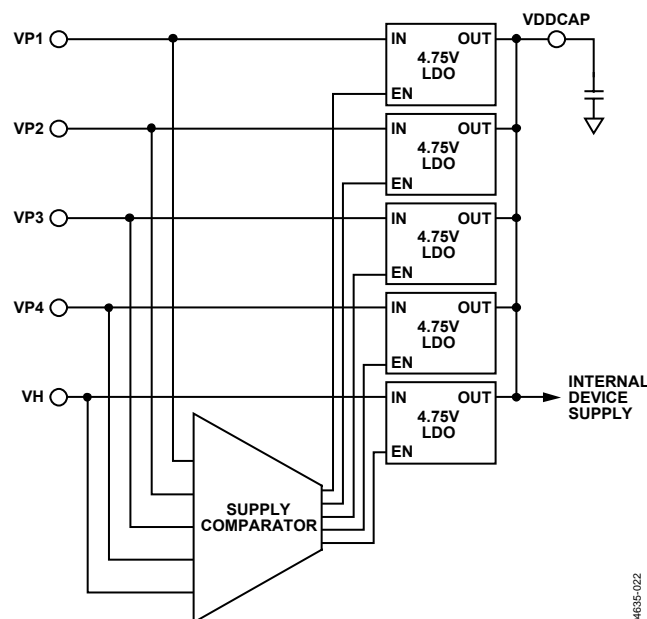 VDDCAP
VP1
IN
OUT
4.75V
LDO
EN
VP2
IN
OUT
4.75V
LDO
EN
VP3
IN
OUT
4.75V
LDO
EN
VP4
IN
OUT
4.75V
LDO
EN
VH
IN
OUT
4.75V
LDO
EN
INTERNAL
DEVICE
SUPPLY
SUPPLY
COMPARATOR
4635-022